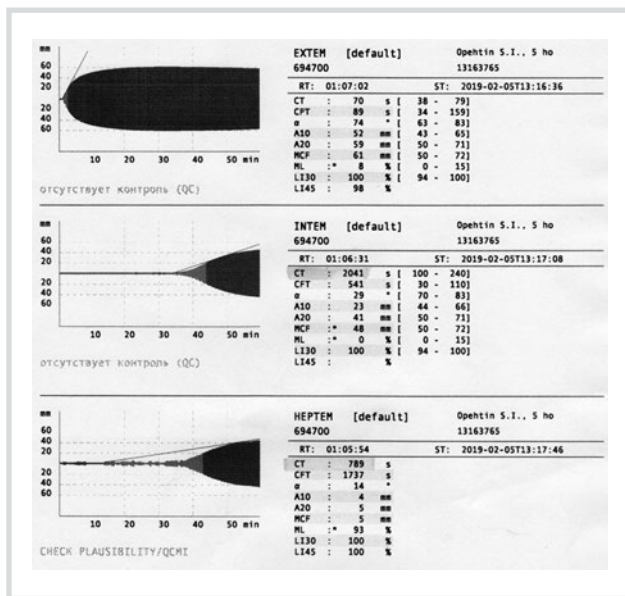 EXTEM [default] Opehtin S.I., 5 ho
694700 13163765
RT: 01:07:02 ST: 2019-02-05T13:16:36
mm
60
40
20
20
40
60
10 20 30 40 50 min
CT : 70 s [ 38 - 79]
CFT : 89 s [ 34 - 159]
α : 74 ° [ 63 - 83]
A10 : 52 mm [ 43 - 65]
A20 : 59 mm [ 50 - 71]
MCF : 61 mm [ 50 - 72]
ML :* 8 % [ 0 - 15]
LI30 : 100 % [ 94 - 100]
LI45 : 98 %
отсутствует контроль (QC)
INTEM [default] Opehtin S.I., 5 ho
694700 13163765
RT: 01:06:31 ST: 2019-02-05T13:17:08
mm
60
40
20
20
40
60
10 20 30 40 50 min
CT : 2041 s [ 100 - 240]
CFT : 541 s [ 30 - 110]
α : 29 ° [ 70 - 83]
A10 : 23 mm [ 44 - 66]
A20 : 41 mm [ 50 - 71]
MCF :* 48 mm [ 50 - 72]
ML :* 0 % [ 0 - 15]
LI30 : 100 % [ 94 - 100]
LI45 : %
отсутствует контроль (QC)
HEPTEM [default] Opehtin S.I., 5 ho
694700 13163765
RT: 01:05:54 ST: 2019-02-05T13:17:46
mm
60
40
20
20
40
60
10 20 30 40 50 min
CT : 789 s
CFT : 1737 s
α : 14 °
A10 : 4 mm
A20 : 5 mm
MCF : 5 mm
ML :* 93 %
LI30 : 100 %
LI45 : 100 %
CHECK PLAUSIBILITY/QCMI